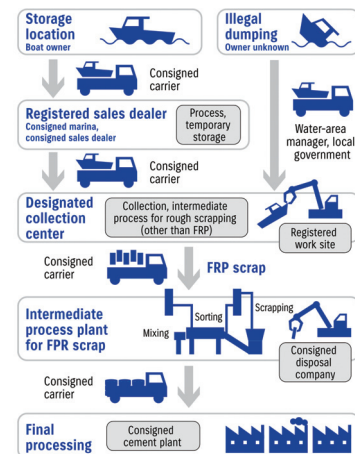 Storage
location
Boat owner
Illegal
dumping
Owner unknown
Consigned
carrier
Registered sales dealer
Consigned marina,
consigned sales dealer
Process,
temporary
storage
Water-area
manager, local
government
Consigned
carrier
Designated
collection
center
Collection, intermediate
process for rough scrapping
(other than FRP)
Registered
work site
Consigned
carrier
FRP scrap
Intermediate
process plant
for FPR scrap
Mixing
Sorting
Scrapping
Consigned
disposal
company
Consigned
carrier
Final
processing
Consigned
cement plant